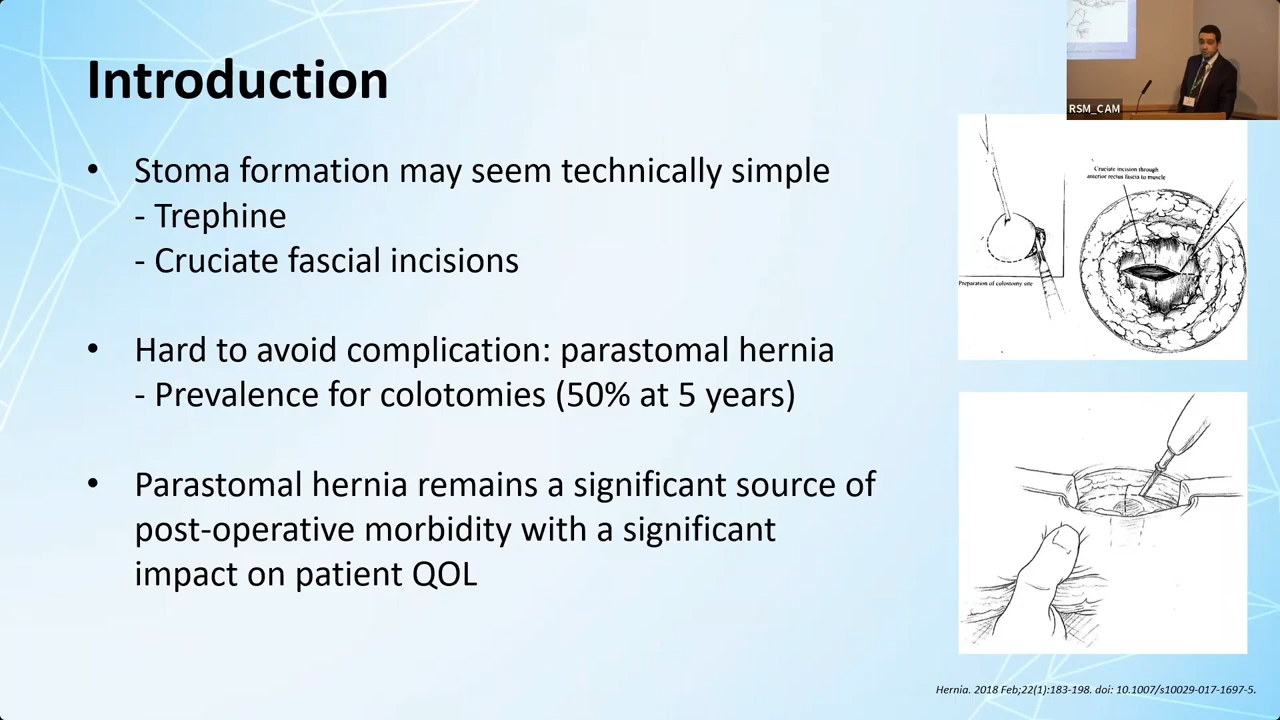 Introduction
• Stoma formation may seem technically simple
- Trephine
- Cruciate fascial incisions
• Hard to avoid complication: parastomal hernia
- Prevalence for colotomies (50% at 5 years)
• Parastomal hernia remains a significant source of
post-operative morbidity with a significant
impact on patient QOL
RSM_CAM
Cruciate incision through
anterior rectus fascia to muscle
Preparation of colostomy site
Hernia. 2018 Feb;22(1):183-198. doi: 10.1007/s10029-017-1697-5.